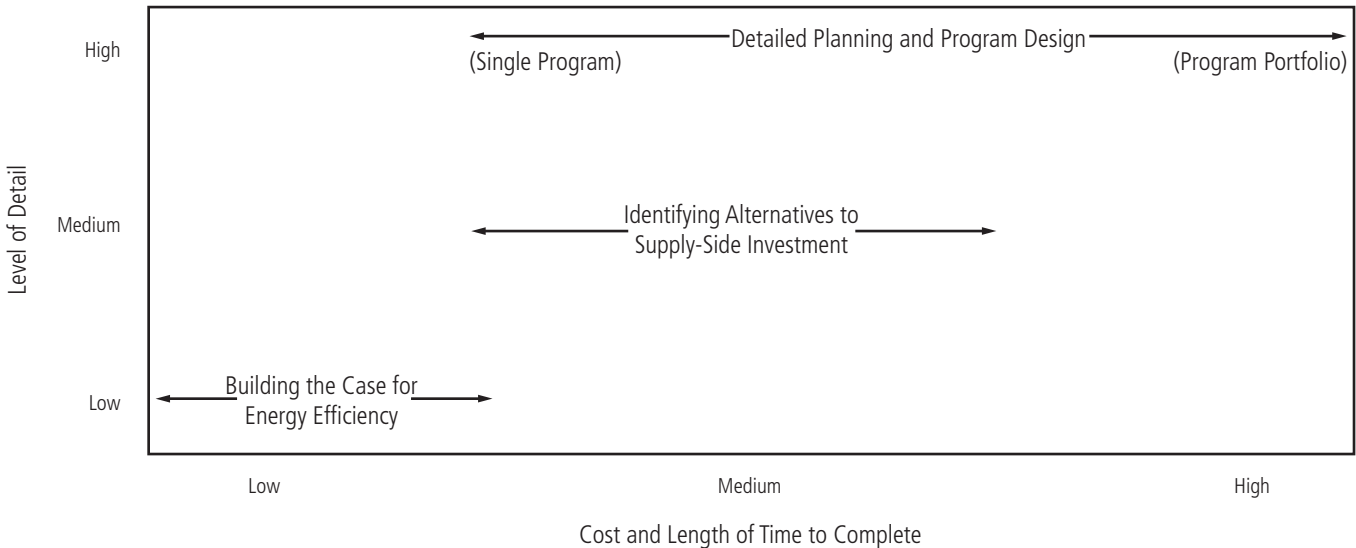 High
Detailed Planning and Program Design
(Single Program)
(Program Portfolio)
Level of Detail
Medium
Identifying Alternatives to
Supply-Side Investment
Low
Building the Case for
Energy Efficiency
Low
Medium
High
Cost and Length of Time to Complete